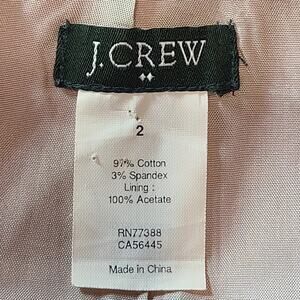 J.CREW
2
97% Cotton
3% Spandex
Lining :
100% Acetate
RN77388
CA56445
Made in China